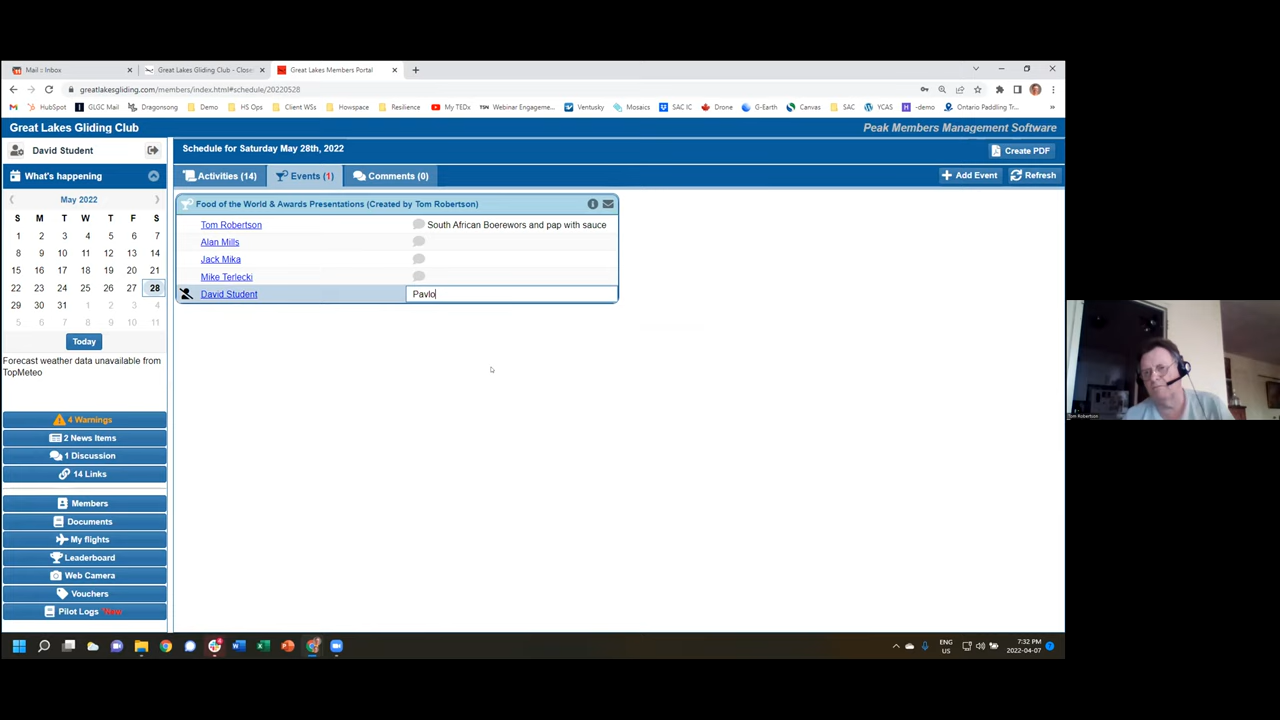 Mail :: Inbox
Great Lakes Gliding Club - Close
Great Lakes Members Portal
greatlakesgliding.com/members/index.html#schedule/20220528
HubSpot GLGC Mail Dragonsong Demo HS Ops Client WSs Howspace Resilience My TEDx Webinar Engageme... Ventusky Mosaics SAC IC Drone G-Earth Canvas SAC YCAS -demo Ontario Paddling Tr...
Great Lakes Gliding Club
Peak Members Management Software
David Student
Schedule for Saturday May 28th, 2022
Create PDF
What's happening
Activities (14) Events (1) Comments (0)
Add Event Refresh
May 2022
S M T W T F S
1 2 3 4 5 6 7
8 9 10 11 12 13 14
15 16 17 18 19 20 21
22 23 24 25 26 27 28
29 30 31 1 2 3 4
5 6 7 8 9 10 11
Today
Forecast weather data unavailable from
TopMeteo
4 Warnings
2 News Items
1 Discussion
14 Links
Members
Documents
My flights
Leaderboard
Web Camera
Vouchers
Pilot Logs New
Food of the World & Awards Presentations (Created by Tom Robertson)
Tom Robertson South African Boerewors and pap with sauce
Alan Mills
Jack Mika
Mike Terlecki
David Student Pavlo
Tom Robertson
ENG
US
7:32 PM
2022-04-07